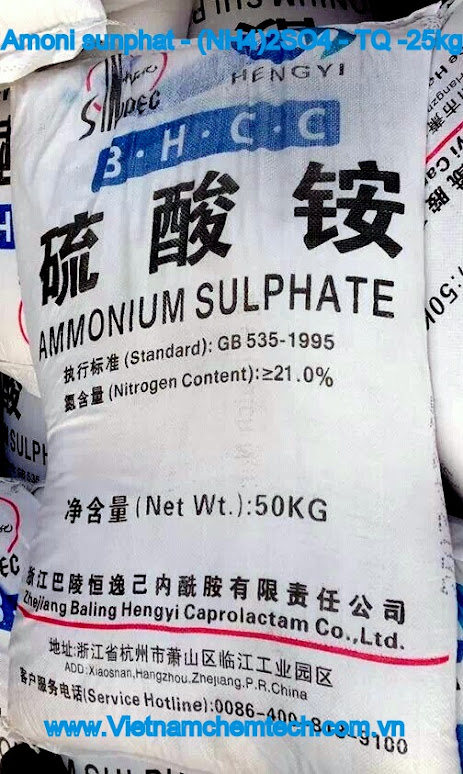 Amoni sunphat - (NH4)2SO4 - TQ -25kg
HENGYI
B·H·C·C
硫酸铵
AMMONIUM SULPHATE
执行标准 (Standard): GB 535-1995
氮含量 (Nitrogen Content):≥21.0%
净含量 (Net Wt.):50KG
浙江巴陵恒逸己内酰胺有限责任公司
Zhejiang Baling Hengyi Caprolactam Co.,Ltd.
地址:浙江省杭州市萧山区临江工业园区
ADD:Xiaosnan,Hangzhou.Zhejiang.P.R.China
客户服务电话(Service Hotline):0086-400-
www.Vietnamchemtech.com.vn